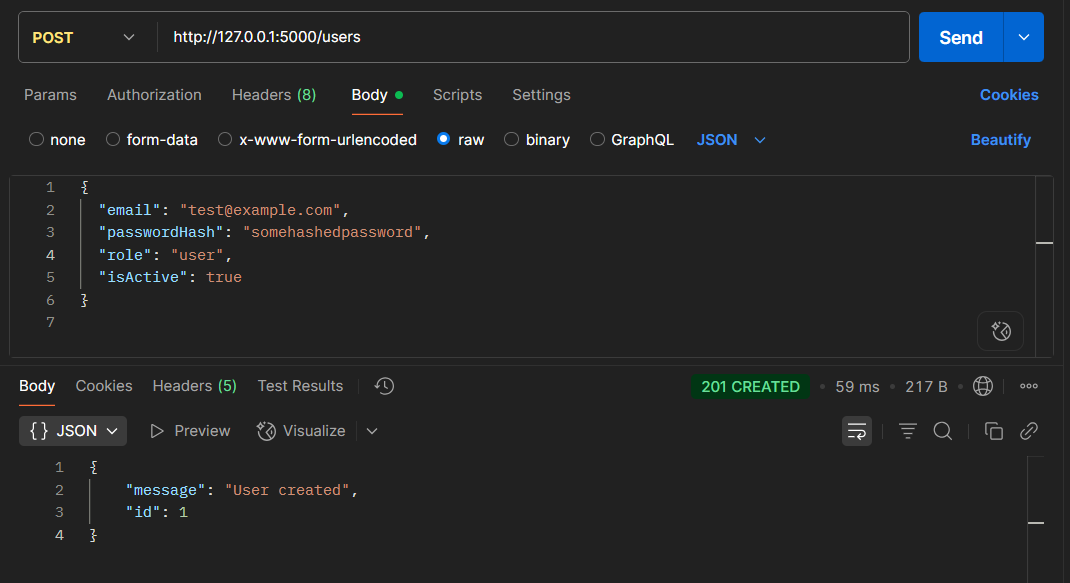 POST http://127.0.0.1:5000/users Send
Params Authorization Headers (8) Body Scripts Settings Cookies
none form-data x-www-form-urlencoded raw binary GraphQL JSON Beautify
1 {
2 "email": "test@example.com",
3 "passwordHash": "somehashedpassword",
4 "role": "user",
5 "isActive": true
6 }
7
Body Cookies Headers (5) Test Results 201 CREATED • 59 ms • 217 B •
{} JSON Preview Visualize
1 {
2 "message": "User created",
3 "id": 1
4 }